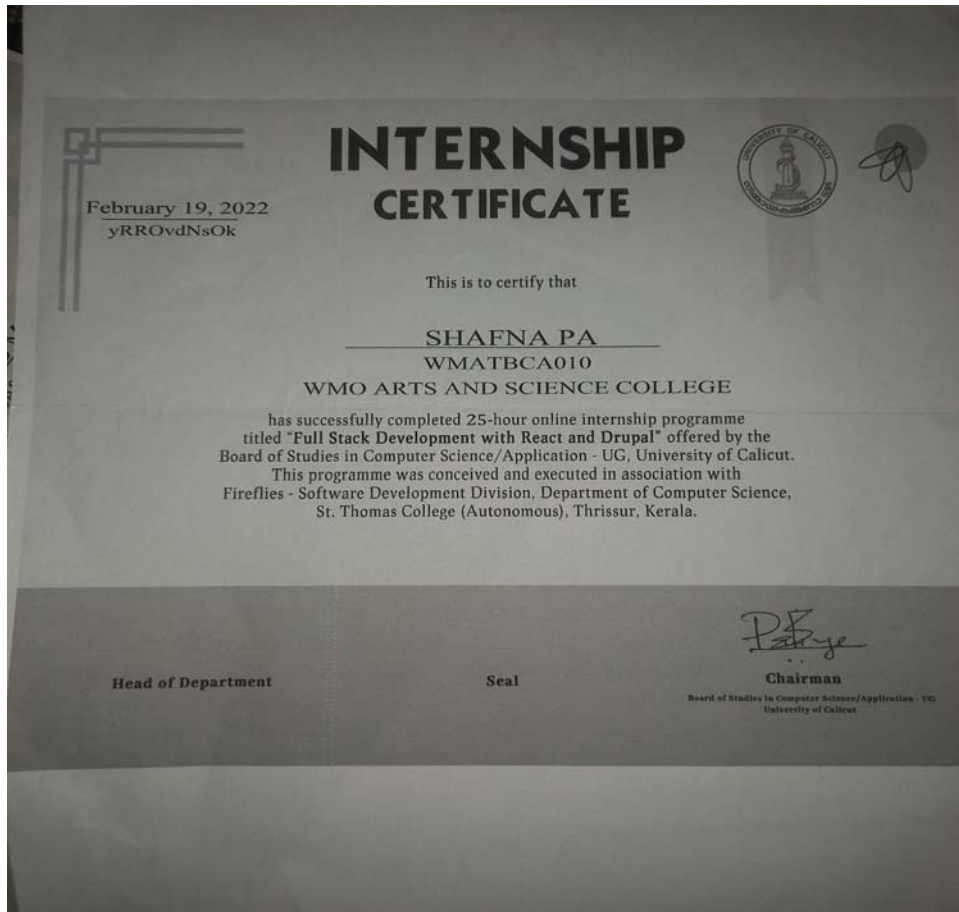 INTERNSHIP
CERTIFICATE
UNIVERSITY OF CALICUT
February 19, 2022
yRROvdNsOk
This is to certify that
SHAFNA PA
WMATBCA010
WMO ARTS AND SCIENCE COLLEGE
has successfully completed 25-hour online internship programme
titled "Full Stack Development with React and Drupal" offered by the
Board of Studies in Computer Science/Application - UG, University of Calicut.
This programme was conceived and executed in association with
Fireflies - Software Development Division, Department of Computer Science,
St. Thomas College (Autonomous), Thrissur, Kerala.
Head of Department
Seal
Chairman
Board of Studies in Computer Science/Application - UG
University of Calicut